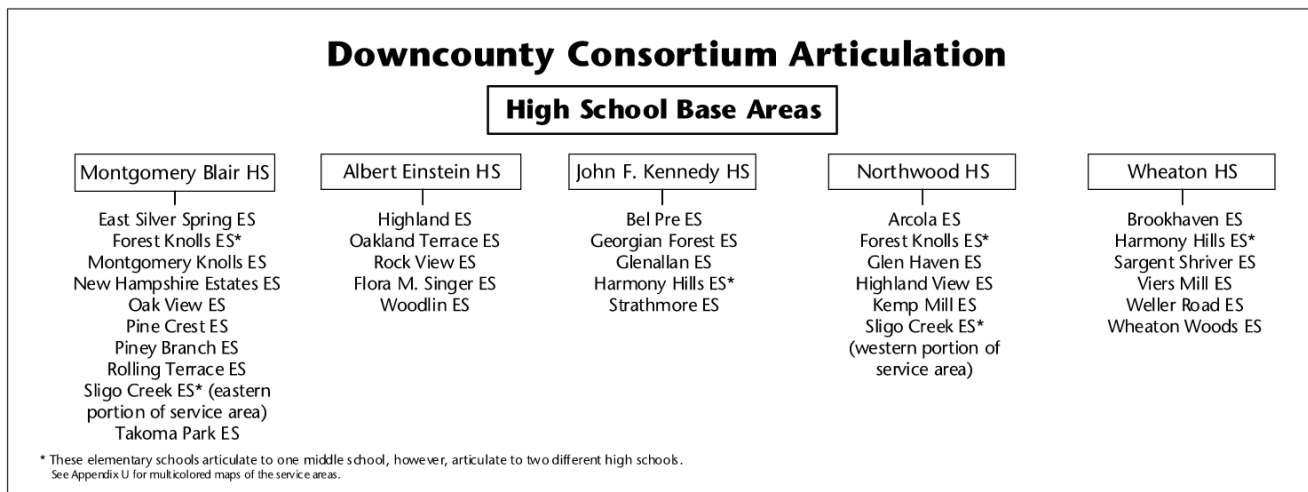 Downcounty Consortium Articulation
High School Base Areas
Montgomery Blair HS
East Silver Spring ES
Forest Knolls ES*
Montgomery Knolls ES
New Hampshire Estates ES
Oak View ES
Pine Crest ES
Piney Branch ES
Rolling Terrace ES
Sligo Creek ES* (eastern
portion of service area)
Takoma Park ES
Albert Einstein HS
Highland ES
Oakland Terrace ES
Rock View ES
Flora M. Singer ES
Woodlin ES
John F. Kennedy HS
Bel Pre ES
Georgian Forest ES
Glenallan ES
Harmony Hills ES*
Strathmore ES
Northwood HS
Arcola ES
Forest Knolls ES*
Glen Haven ES
Highland View ES
Kemp Mill ES
Sligo Creek ES*
(western portion of
service area)
Wheaton HS
Brookhaven ES
Harmony Hills ES*
Sargent Shriver ES
Viers Mill ES
Weller Road ES
Wheaton Woods ES
* These elementary schools articulate to one middle school, however, articulate to two different high schools.
See Appendix U for multicolored maps of the service areas.